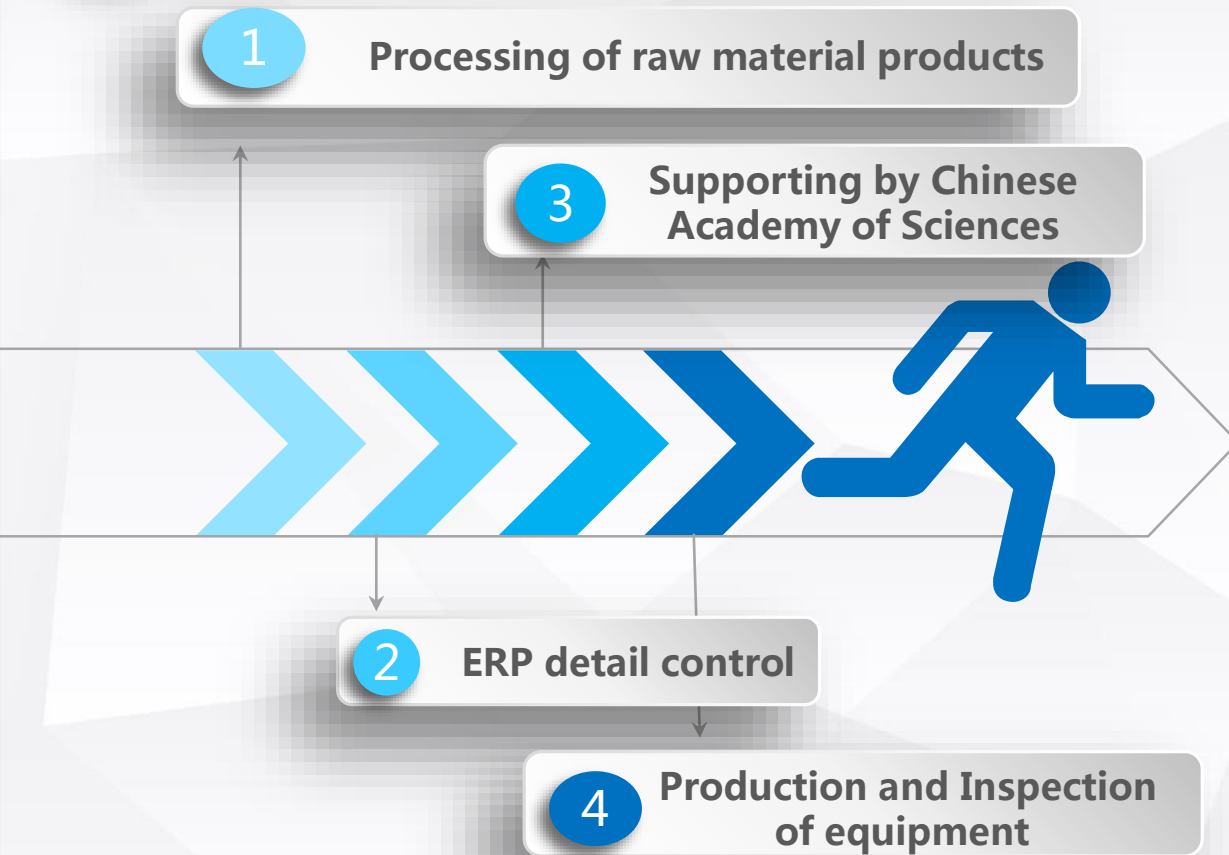 1 Processing of raw material products
3 Supporting by Chinese
Academy of Sciences
2 ERP detail control
4 Production and Inspection
of equipment